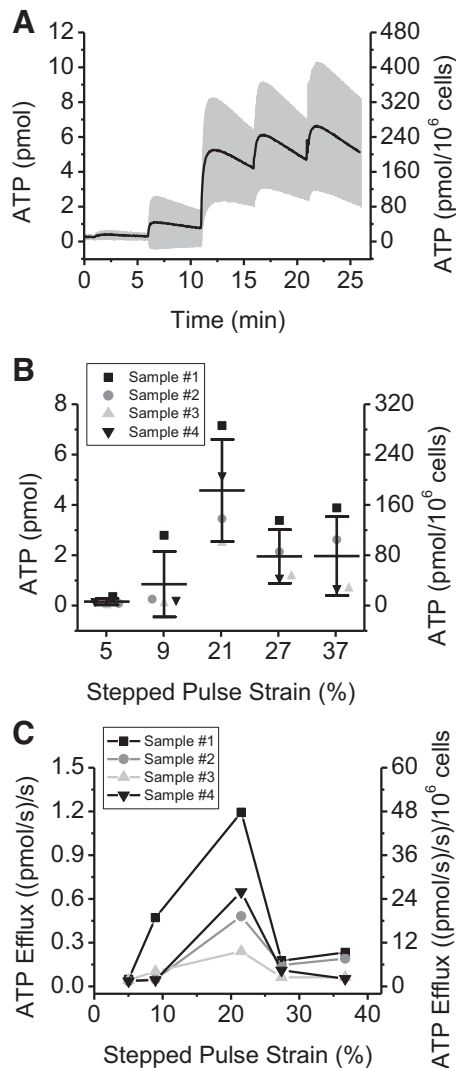 A
12
10
8
6
4
2
0
ATP (pmol)
480
400
320
240
160
80
0
ATP (pmol/10⁶ cells)
0 5 10 15 20 25
Time (min)
B
Sample #1
Sample #2
Sample #3
Sample #4
8
6
4
2
0
ATP (pmol)
320
240
160
80
0
ATP (pmol/10⁶ cells)
5 9 21 27 37
Stepped Pulse Strain (%)
C
Sample #1
Sample #2
Sample #3
Sample #4
1.5
1.2
0.9
0.6
0.3
0.0
ATP Efflux ((pmol/s)/s)
60
48
36
24
12
0
ATP Efflux ((pmol/s)/s)/10⁶ cells
0 10 20 30 40
Stepped Pulse Strain (%)